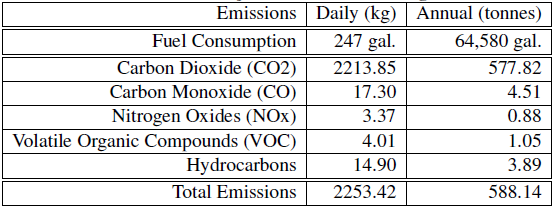 Emissions Daily (kg) Annual (tonnes)
Fuel Consumption 247 gal. 64,580 gal.
Carbon Dioxide (CO2) 2213.85 577.82
Carbon Monoxide (CO) 17.30 4.51
Nitrogen Oxides (NOx) 3.37 0.88
Volatile Organic Compounds (VOC) 4.01 1.05
Hydrocarbons 14.90 3.89
Total Emissions 2253.42 588.14